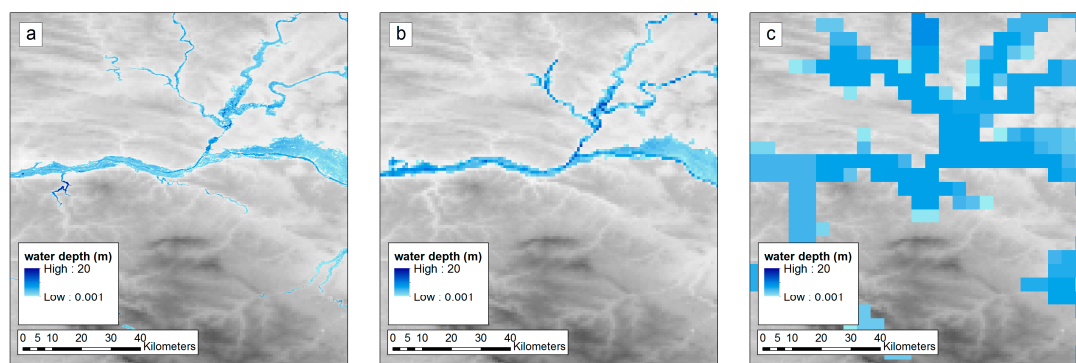 a
water depth (m)
High : 20
Low : 0.001
0 5 10 20 30 40
Kilometers
b
water depth (m)
High : 20
Low : 0.001
0 5 10 20 30 40
Kilometers
c
water depth (m)
High : 20
Low : 0.001
0 5 10 20 30 40
Kilometers